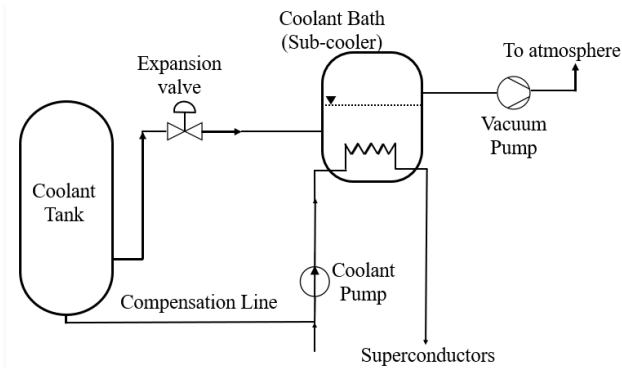 Coolant Bath
(Sub-cooler)
To atmosphere
Expansion
valve
Vacuum
Pump
Coolant
Tank
Coolant
Pump
Compensation Line
Superconductors